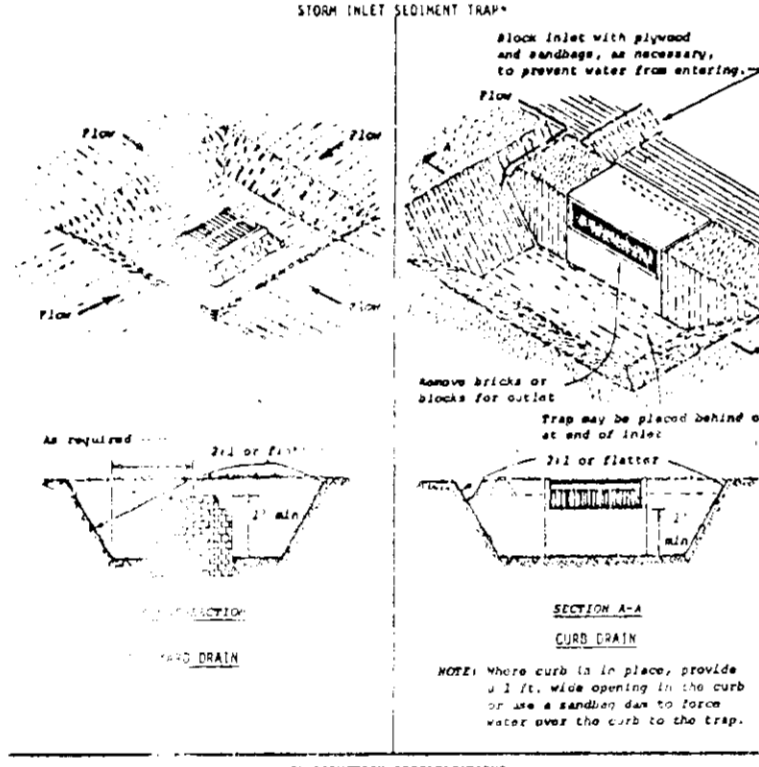 STORM INLET SEDIMENT TRAP*
Block inlet with plywood
and sandbags, as necessary,
to prevent water from entering.
Flow
Flow
Flow
A
Flow
Flow
Remove bricks or
blocks for outlet
Trap may be placed behind
at end of inlet
As required
2:1 or
2:1 or flatter
min
min
SECTION
SECTION A-A
YARD DRAIN
CURB DRAIN
NOTE: Where curb is in place, provide
a 1 ft. wide opening in the curb
or use a sandbag dam to force
water over the curb to the trap.